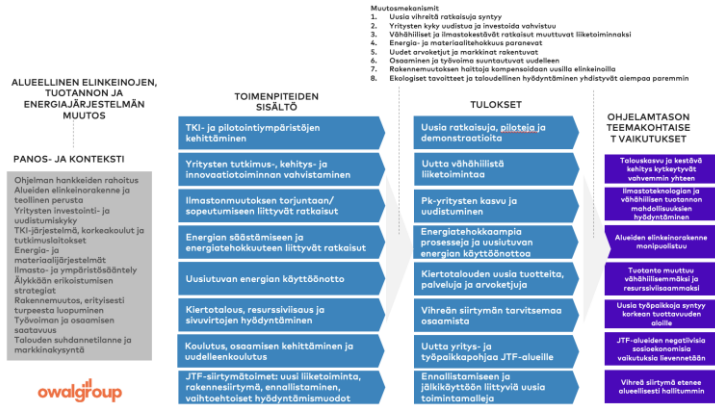 Muutosmekanismit
1. Uusia vihreitä ratkaisuja syntyy
2. Yritysten kyky uudistua ja investoida vahvistuu
3. Vähähiiliset ja ilmastokestävät ratkaisut muuttuvat liiketoiminnaksi
4. Energia- ja materiaalitehokkuus paranevat
5. Uudet arvoketjut ja markkinat rakentuvat
6. Osaaminen ja työvoima suuntautuvat uudelleen
7. Rakennemuutoksen haittoja kompensoidaan uusilla elinkeinoilla
8. Ekologiset tavoitteet ja taloudellinen hyödyntäminen yhdistyvät aiempaa paremmin
ALUEELLINEN ELINKEINOJEN,
TUOTANNON JA
ENERGIAJÄRJESTELMÄN
MUUTOS
PANOS- JA KONTEKSTI
Ohjelman hankkeiden rahoitus
Alueiden elinkeinorakenne ja
teollinen perusta
Yritysten investointi- ja
uudistumiskyky
TKI-järjestelmä, korkeakoulut ja
tutkimuslaitokset
Energia- ja
materiaalijärjestelmät
Ilmasto- ja ympäristösääntely
Älykkään erikoistumisen
strategiat
Rakennemuutos, erityisesti
turpeesta luopuminen
Työvoiman ja osaamisen
saatavuus
Talouden suhdannetilanne ja
markkinakysyntä
owalgroup
TOIMENPITEIDEN
SISÄLTÖ
TKI- ja pilotointiympäristöjen
kehittäminen
Yritysten tutkimus-, kehitys- ja
innovaatiotoiminnan vahvistaminen
Ilmastonmuutoksen torjuntaan/
sopeutumiseen liittyvät ratkaisut
Energian säästämiseen ja
energiatehokkuuteen liittyvät ratkaisut
Uusiutuvan energian käyttöönotto
Kiertotalous, resurssiviisaus ja
sivuvirtojen hyödyntäminen
Koulutus, osaamisen kehittäminen ja
uudelleenkoulutus
JTF-siirtymätoimet: uusi liiketoiminta,
rakennesiirtymä, ennallistaminen,
vaihtoehtoiset hyödyntämismuodot
TULOKSET
Uusia ratkaisuja, piloteja ja
demonstraatioita
Uutta vähähiilistä
liiketoimintaa
Pk-yritysten kasvu ja
uudistuminen
Energiatehokkaampia
prosesseja ja uusiutuvan
energian käyttöönottoa
Kiertotalouden uusia tuotteita,
palveluja ja arvoketjuja
Vihreän siirtymän tarvitsemaa
osaamista
Uutta yritys- ja
työpaikkapohjaa JTF-alueille
Ennallistamiseen ja
jälkikäyttöön liittyviä uusia
toimintamalleja
OHJELAMTASON
TEEMAKOHTAISE
T VAIKUTUKSET
Talouskasvu ja kestävä
kehitys kytkeytyvät
vahvemmin yhteen
Ilmastoteknologian ja
vähähiilisen tuotannon
mahdollisuuksien
hyödyntäminen
Alueiden elinkeinorakenne
monipuolistuu
Tuotanto muuttuu
vähähiilisemmäksi ja
resurssiviisaammaksi
Uusia työpaikkoja syntyy
korkean tuottavuuden
aloille
JTF-alueiden negatiivisia
sosioekonomisia
vaikutuksia lievennetään
Vihreä siirtymä etenee
alueellisesti hallitummin